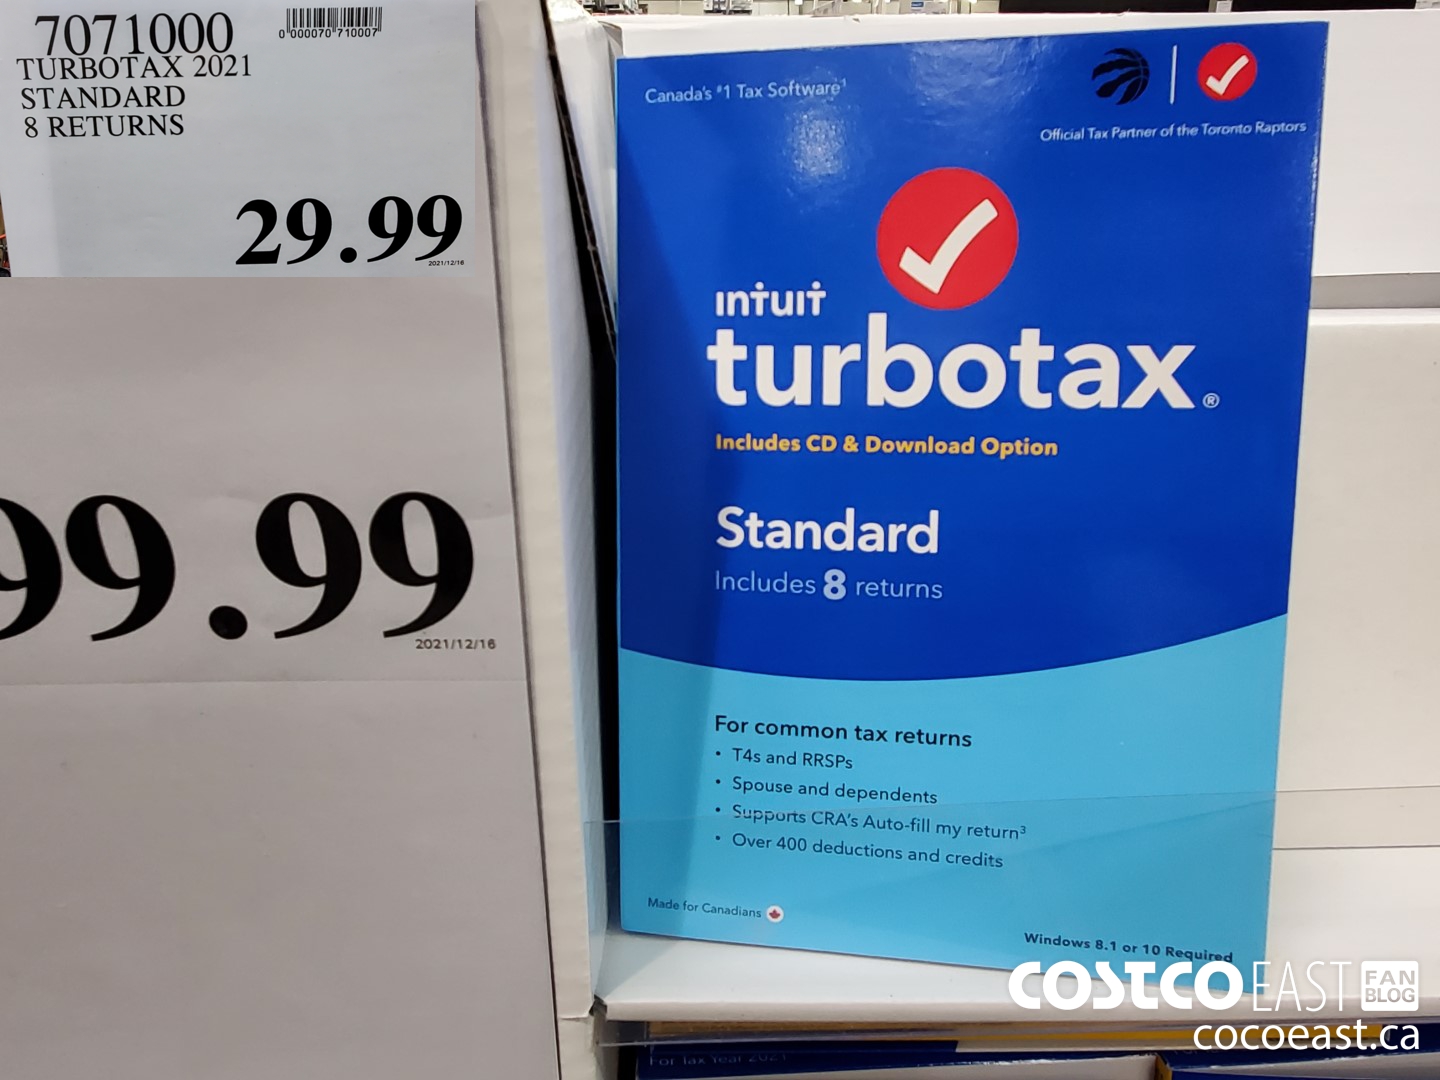 7071000
0 000070 710007
TURBOTAX 2021
STANDARD
8 RETURNS
29.99
2021/12/16
99.99
2021/12/16
Canada's #1 Tax Software¹
Official Tax Partner of the Toronto Raptors
intuit
turbotax®
Includes CD & Download Option
Standard
Includes 8 returns
For common tax returns
• T4s and RRSPs
• Spouse and dependents
• Supports CRA's Auto-fill my return³
• Over 400 deductions and credits
Made for Canadians
Windows 8.1 or 10 Required
For Tax Year 2021
COSTCO EAST FAN BLOG
cocoeast.ca